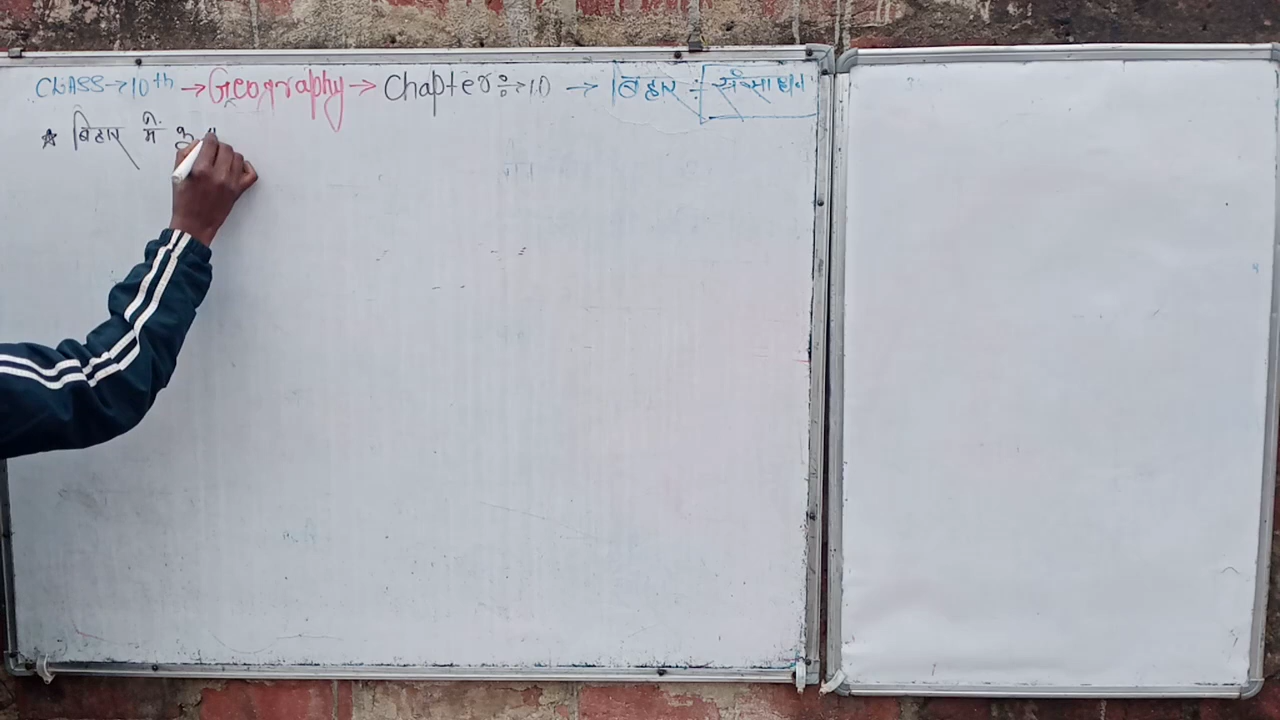 CLASS→10th →Geography→ Chapter÷10 → बिहार ÷ संसाधन
* बिहार में